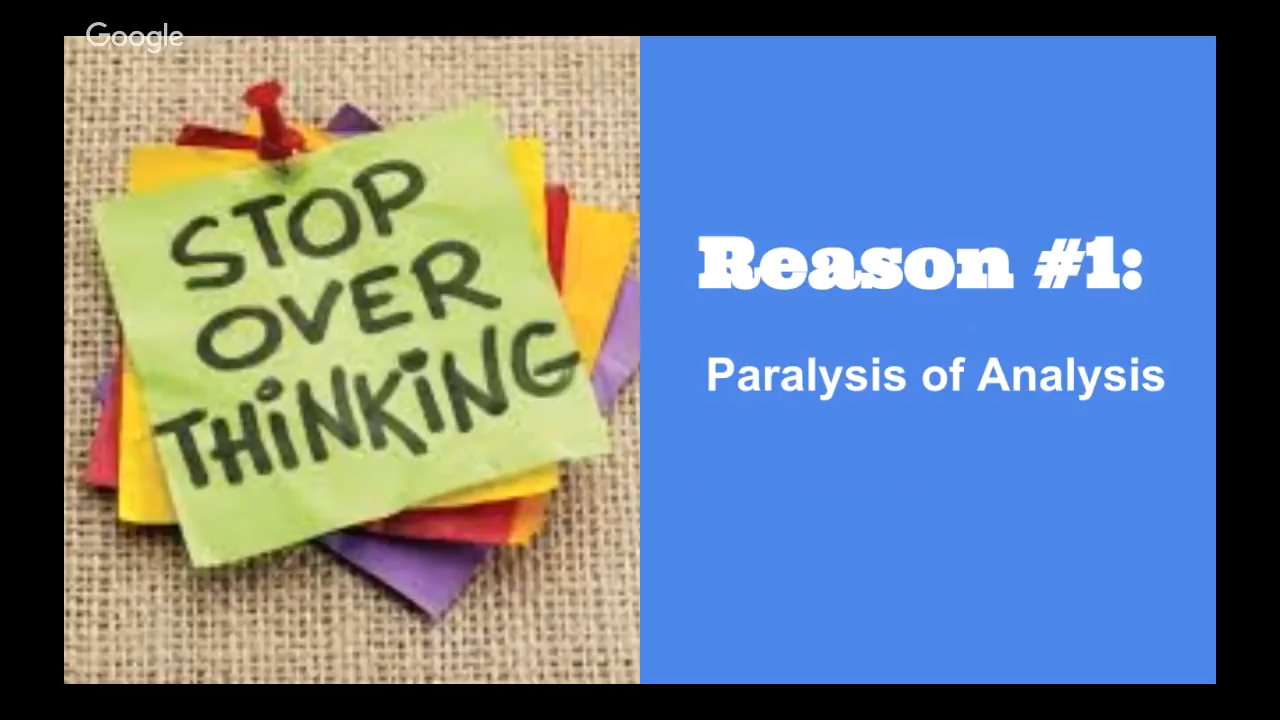 Google
STOP
OVER
THiNKiNG
Reason #1:
Paralysis of Analysis